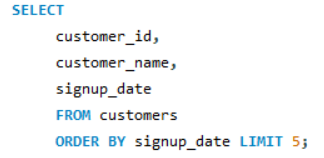 SELECT
customer_id,
customer_name,
signup_date
FROM customers
ORDER BY signup_date LIMIT 5;